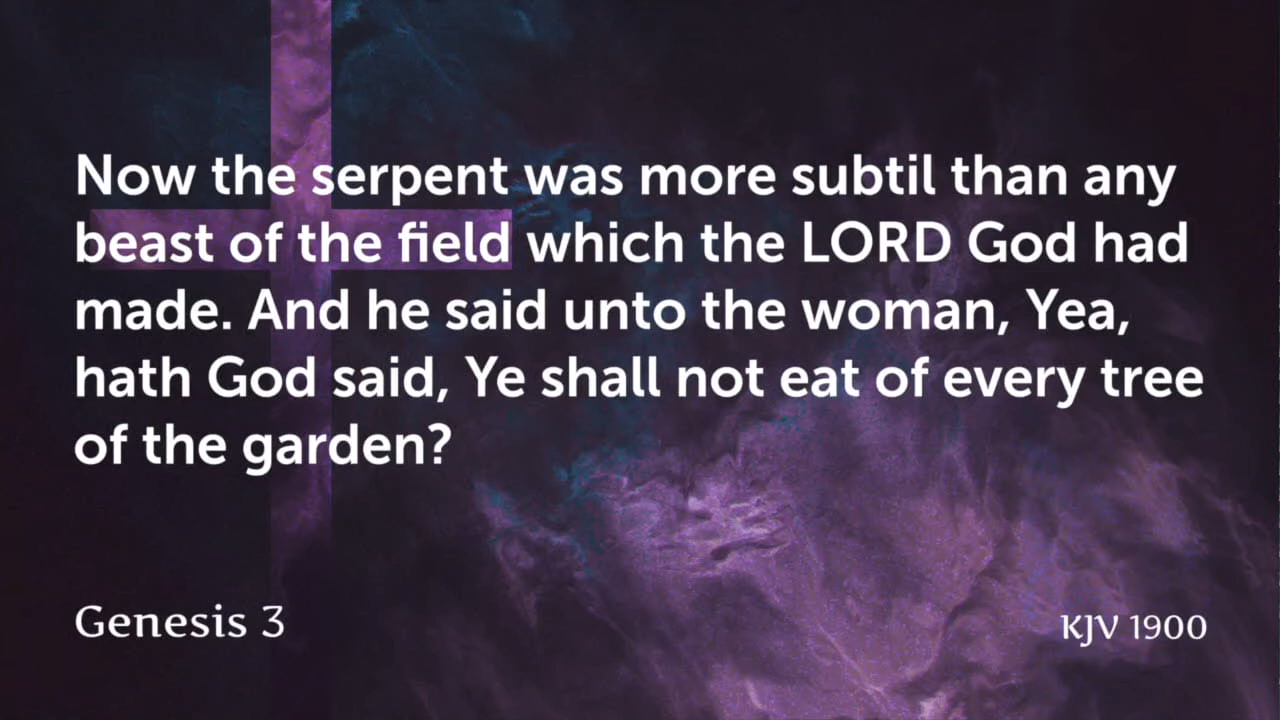 Now the serpent was more subtil than any
beast of the field which the LORD God had
made. And he said unto the woman, Yea,
hath God said, Ye shall not eat of every tree
of the garden?
Genesis 3
KJV 1900